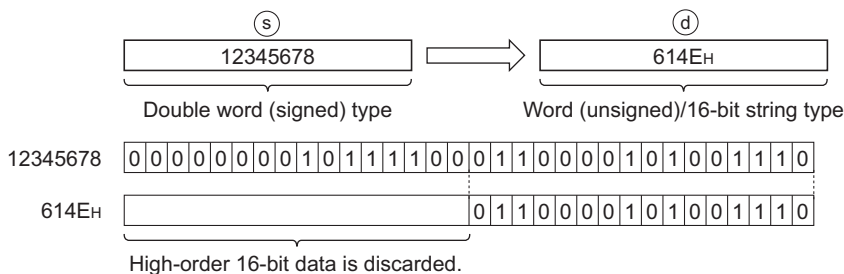 s d
12345678 614EH
Double word (signed) type Word (unsigned)/16-bit string type
12345678 0 0 0 0 0 0 0 0 1 0 1 1 1 1 0 0 0 1 1 0 0 0 0 1 0 1 0 0 1 1 1 0
614EH 0 1 1 0 0 0 0 1 0 1 0 0 1 1 1 0
High-order 16-bit data is discarded.